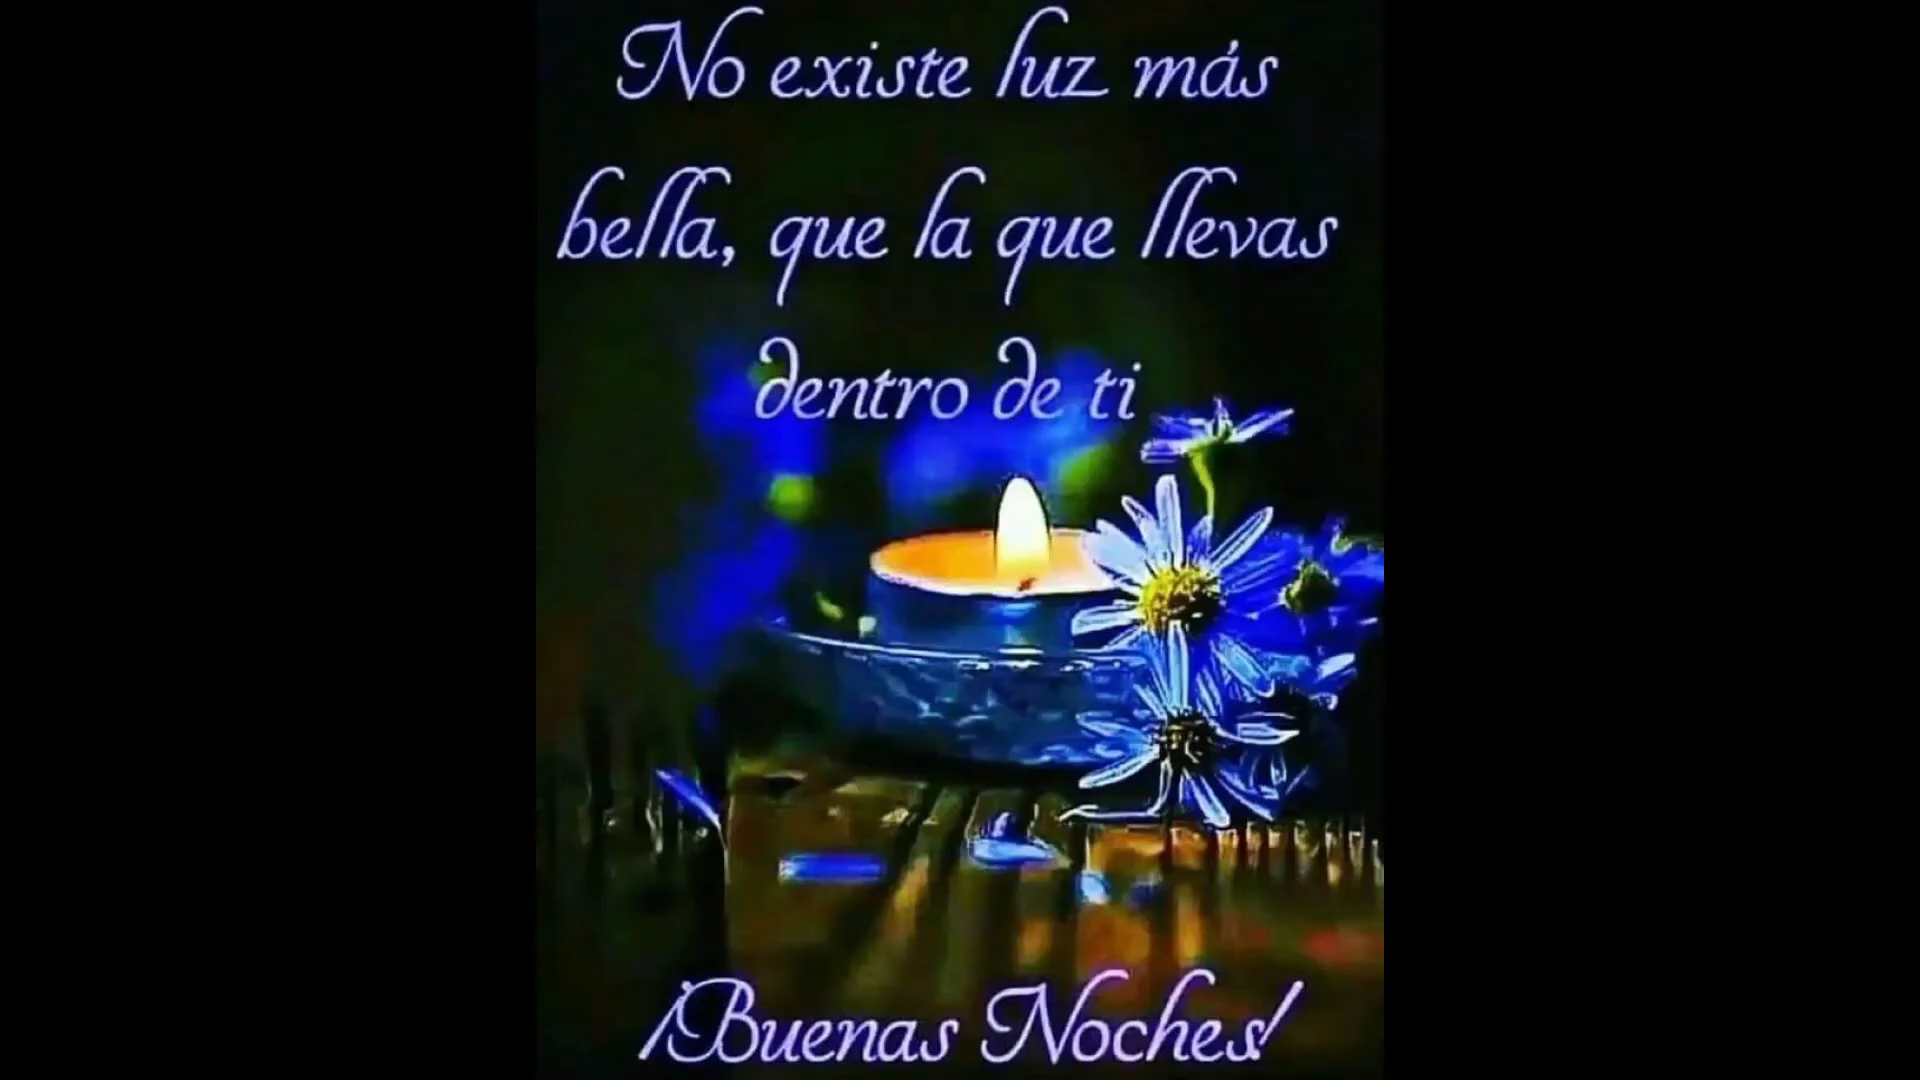 No existe luz más
bella, que la que llevas
dentro de ti
¡Buenas Noches!